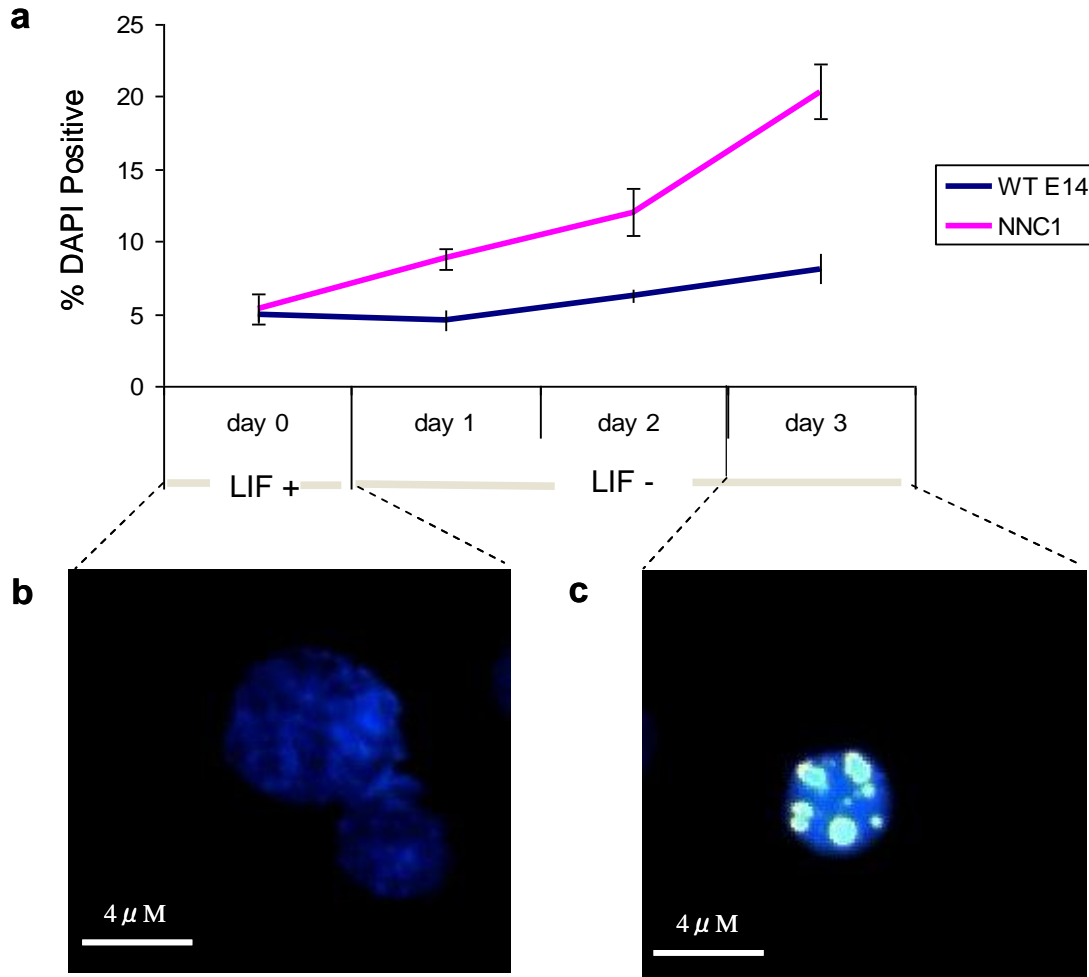 a
25
20
15
10
5
0
% DAPI Positive
WT E14
NNC1
day 0 day 1 day 2 day 3
LIF + LIF -
b
c
4 μ M
4 μ M